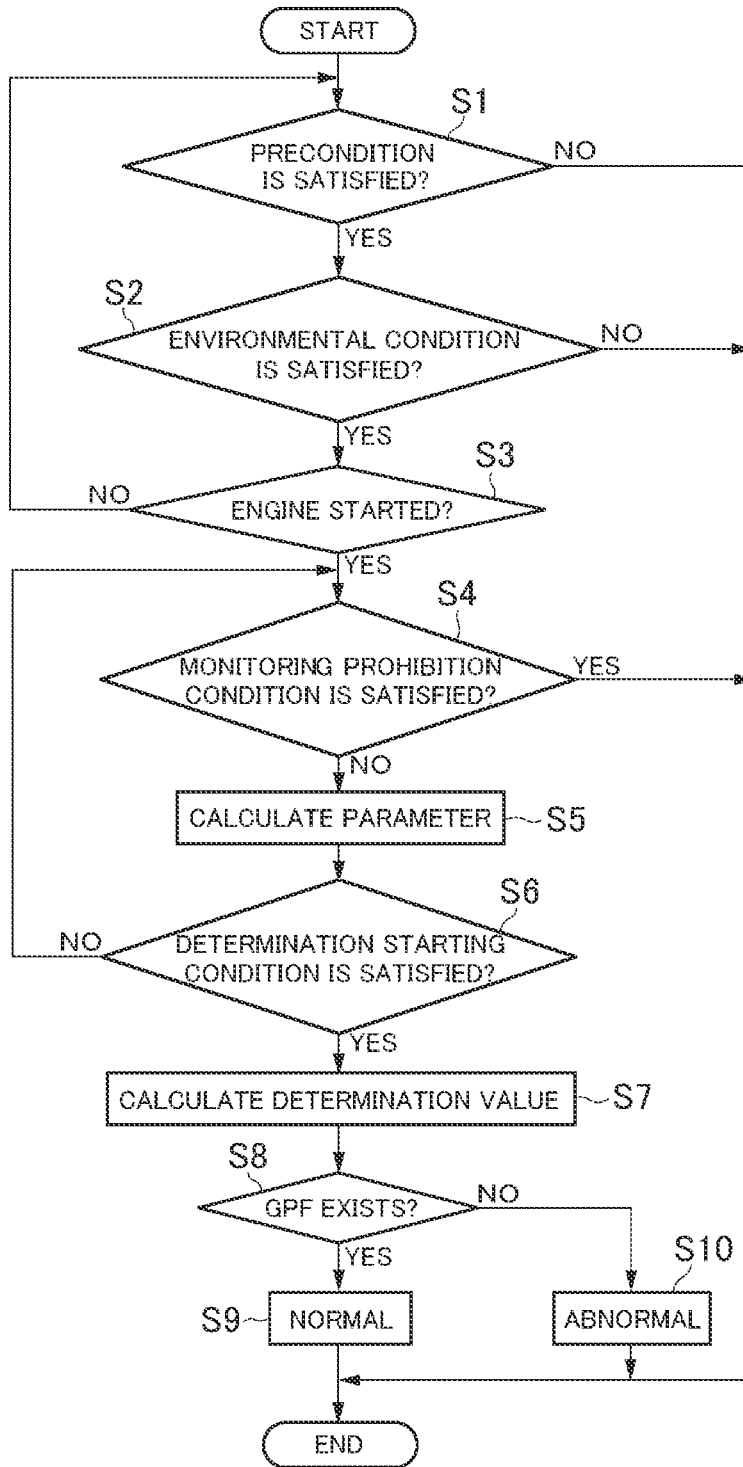 START
S1
PRECONDITION
IS SATISFIED?
NO
YES
S2
ENVIRONMENTAL CONDITION
IS SATISFIED?
NO
YES
S3
NO
ENGINE STARTED?
YES
S4
MONITORING PROHIBITION
CONDITION IS SATISFIED?
YES
NO
CALCULATE PARAMETER
S5
S6
NO
DETERMINATION STARTING
CONDITION IS SATISFIED?
YES
CALCULATE DETERMINATION VALUE
S7
S8
GPF EXISTS?
NO
YES
S10
S9
NORMAL
ABNORMAL
END